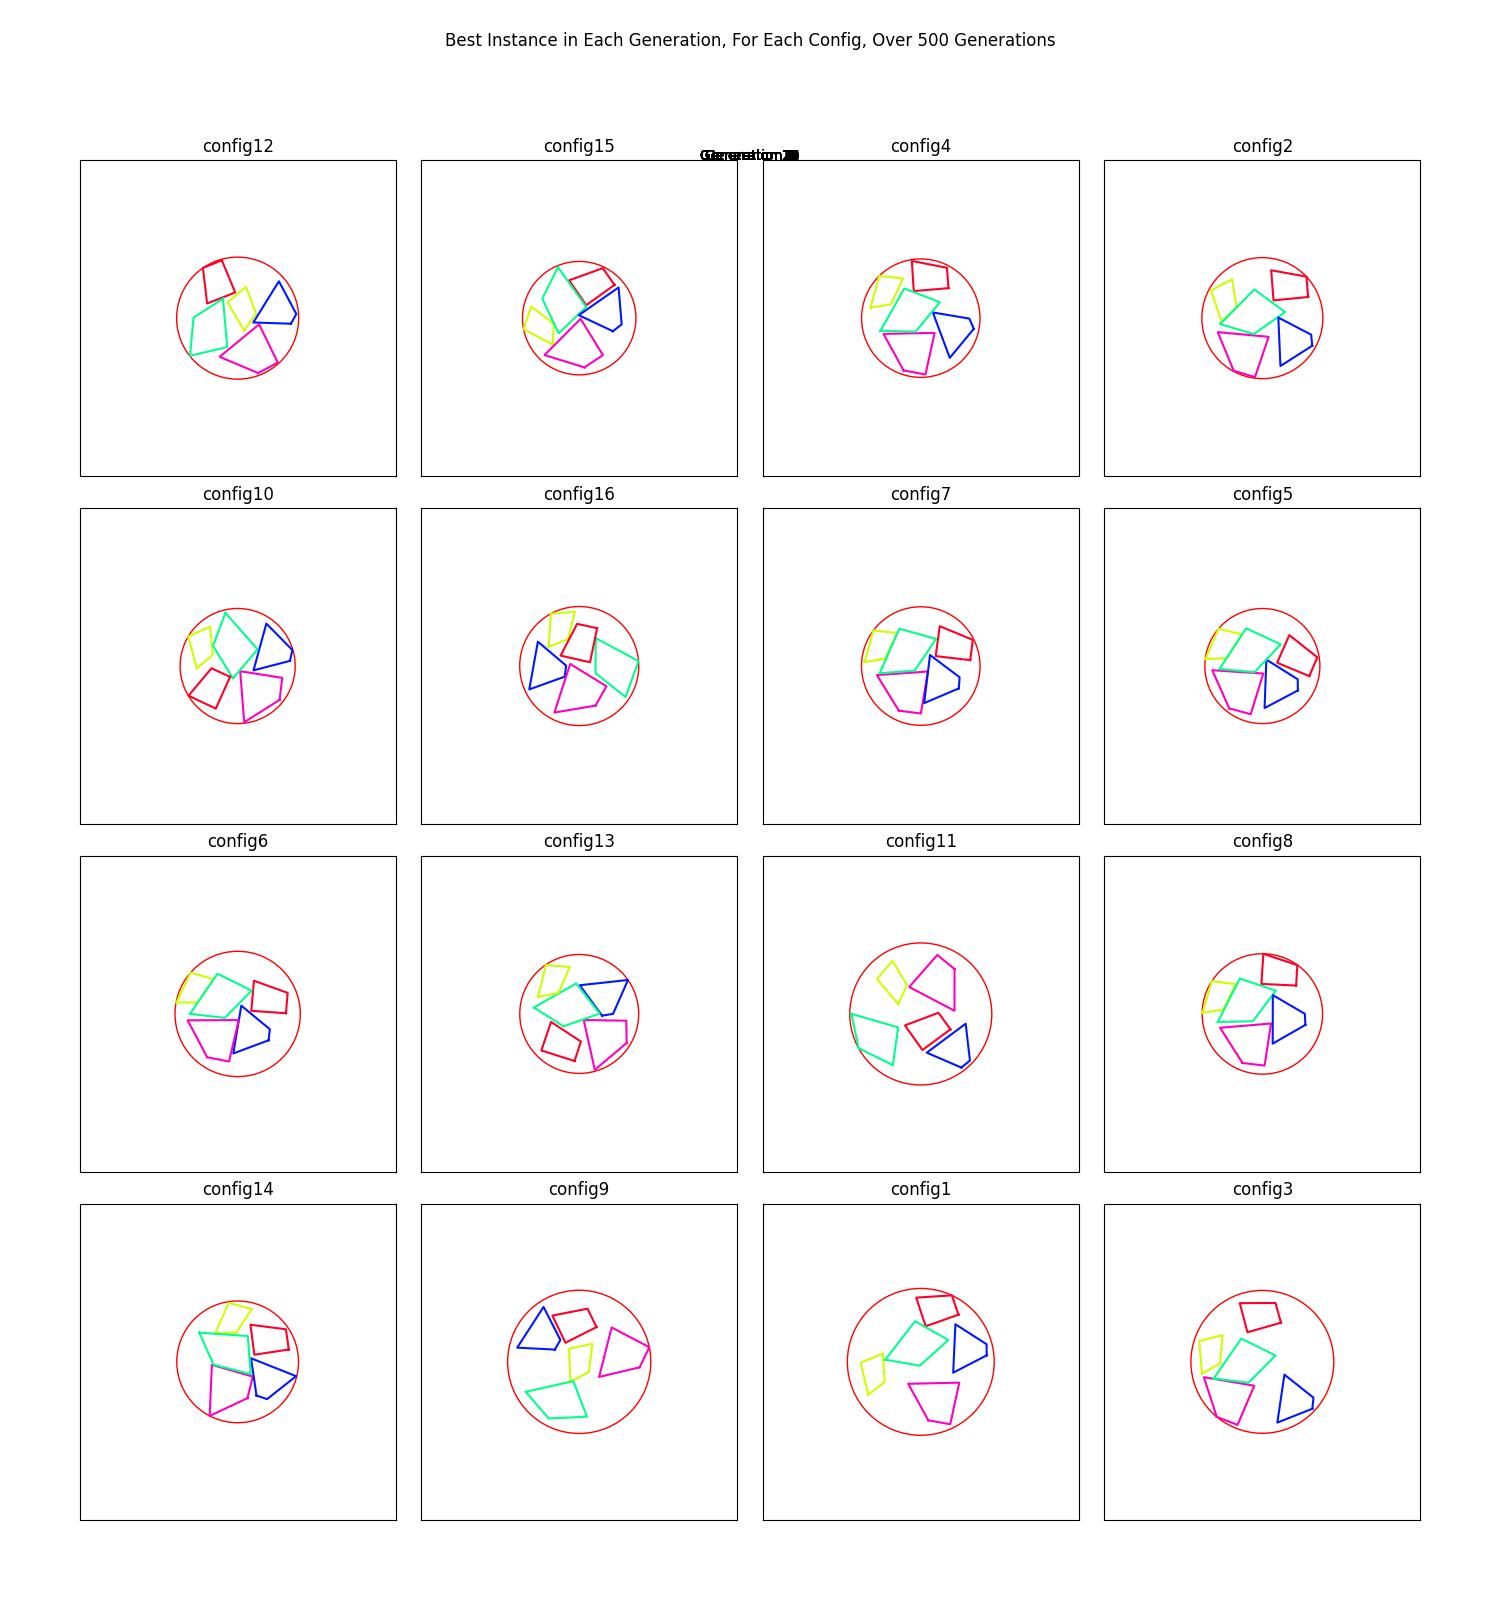 Best Instance in Each Generation, For Each Config, Over 500 Generations
config12
config15
config4
config2
config10
config16
config7
config5
config6
config13
config11
config8
config14
config9
config1
config3